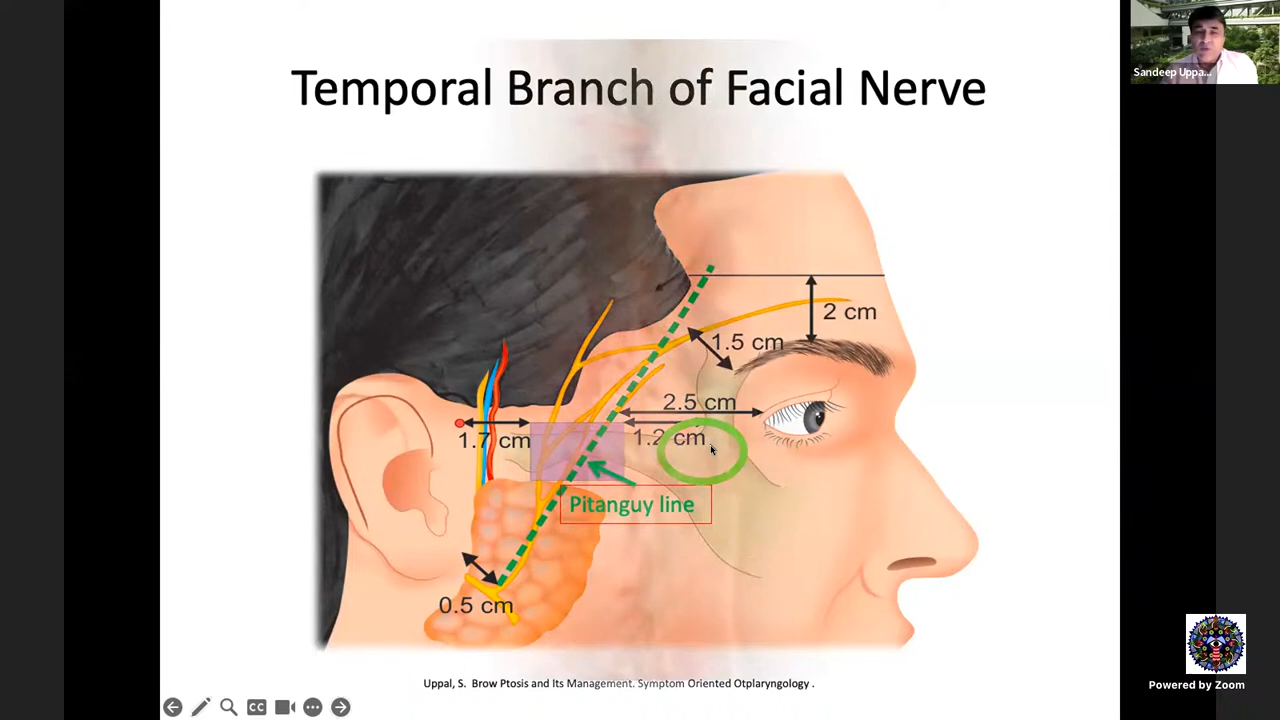 Sandeep Uppa...
Temporal Branch of Facial Nerve
2 cm
1.5 cm
2.5 cm
1.7 cm
1.2 cm
Pitanguy line
0.5 cm
Uppal, S. Brow Ptosis and Its Management. Symptom Oriented Otplaryngology .
CC
Powered by Zoom